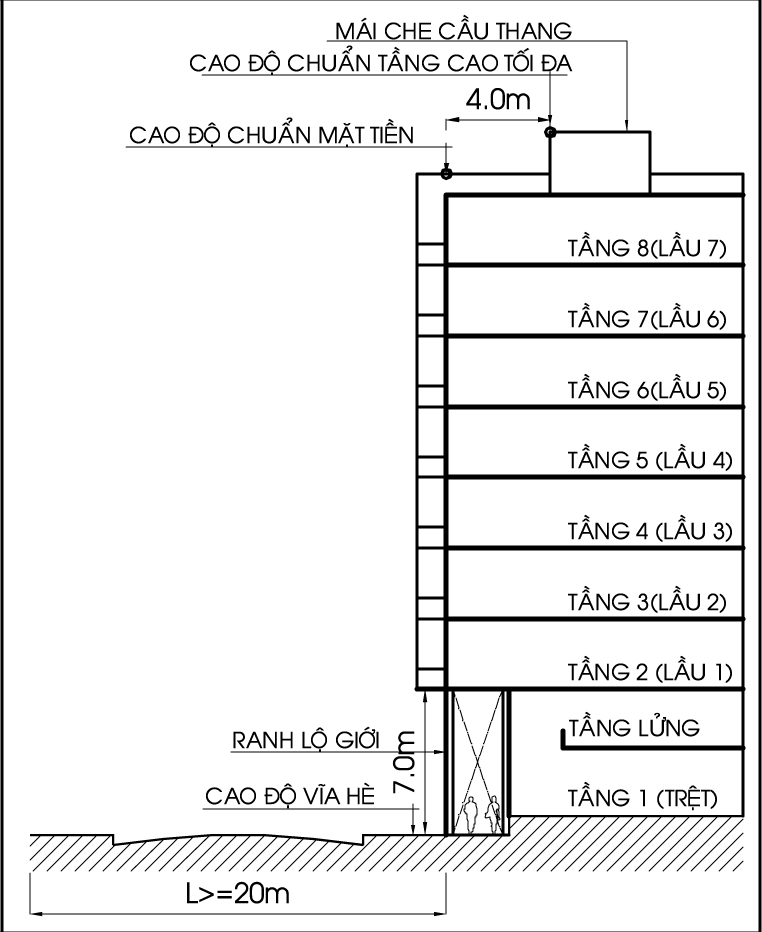 MÁI CHE CẦU THANG
CAO ĐỘ CHUẨN TẦNG CAO TỐI ĐA
4.0m
CAO ĐỘ CHUẨN MẶT TIỀN
TẦNG 8(LẦU 7)
TẦNG 7(LẦU 6)
TẦNG 6(LẦU 5)
TẦNG 5 (LẦU 4)
TẦNG 4 (LẦU 3)
TẦNG 3(LẦU 2)
TẦNG 2 (LẦU 1)
TẦNG LỬNG
RANH LỘ GIỚI
7.0m
CAO ĐỘ VĨA HÈ
TẦNG 1 (TRỆT)
L>=20m